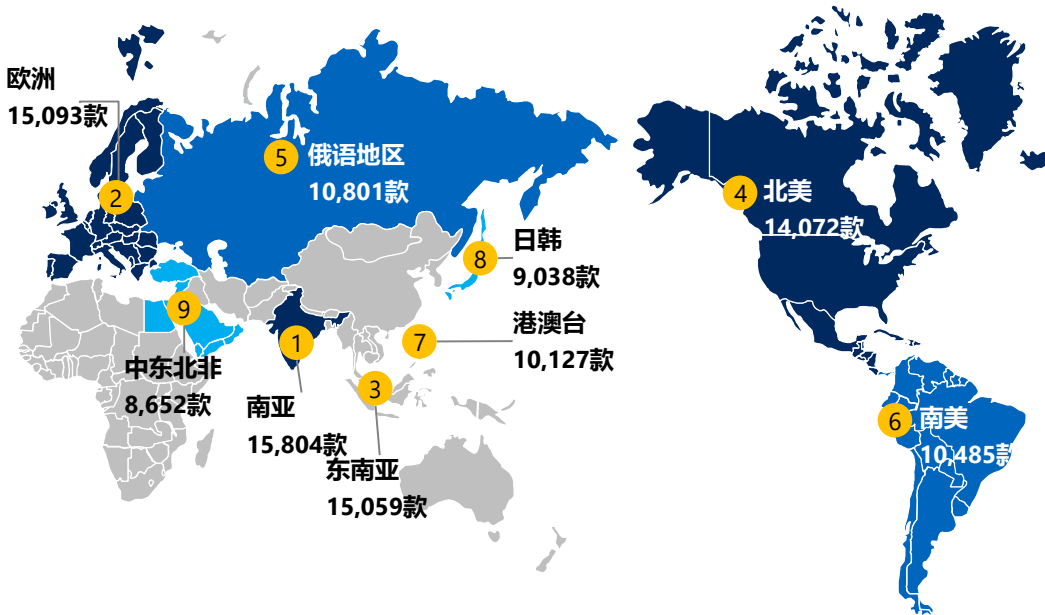 欧洲
15,093款
2
5
俄语地区
10,801款
4
北美
14,072款
8
日韩
9,038款
9
中东北非
8,652款
1
南亚
15,804款
7
港澳台
10,127款
3
东南亚
15,059款
6
南美
10,485款